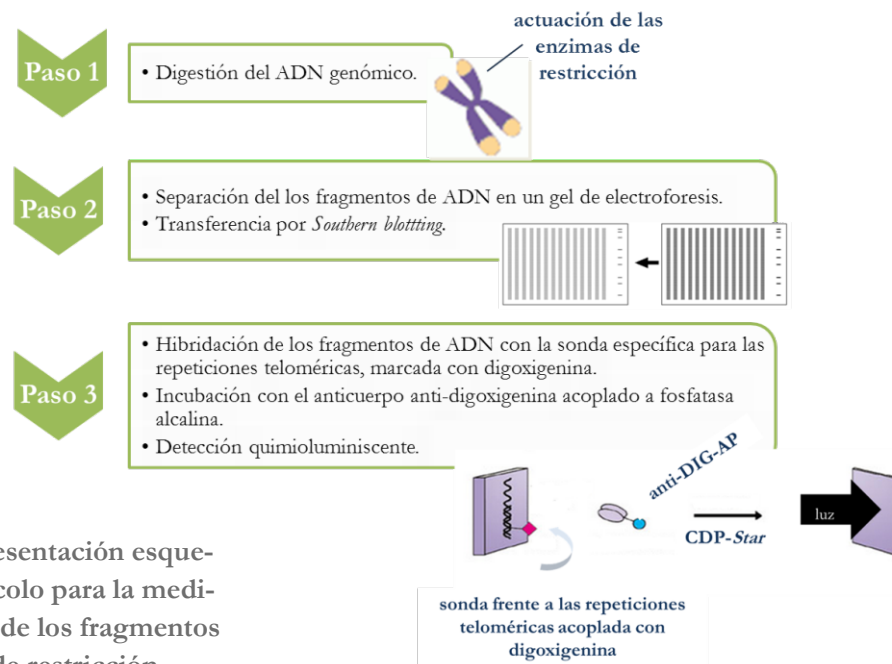 actuación de las
enzimas de
restricción
Paso 1
• Digestión del ADN genómico.
Paso 2
• Separación del los fragmentos de ADN en un gel de electroforesis.
• Transferencia por Southern blottting.
Paso 3
• Hibridación de los fragmentos de ADN con la sonda específica para las
repeticiones teloméricas, marcada con digoxigenina.
• Incubación con el anticuerpo anti-digoxigenina acoplado a fosfatasa
alcalina.
• Detección quimioluminiscente.
anti-DIG-AP
CDP-Star
luz
sonda frente a las repeticiones
teloméricas acoplada con
digoxigenina
esentación esque-
colo para la medi-
de los fragmentos
de restricción